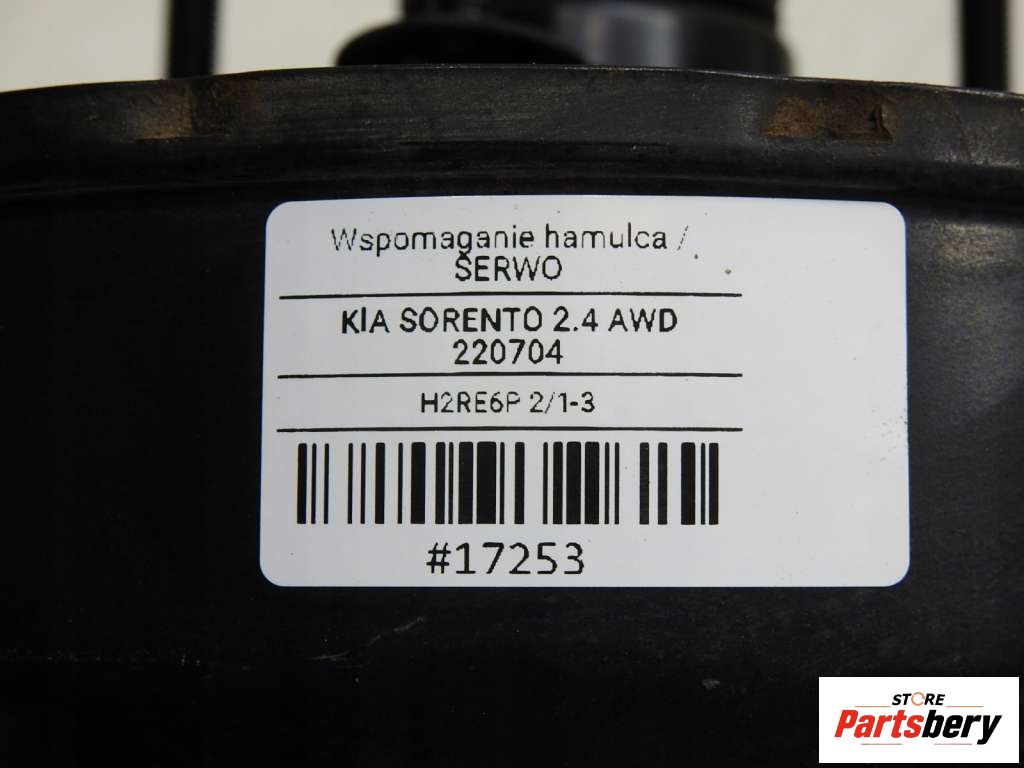 Wspomaganie hamulca /
SERWO
KIA SORENTO 2.4 AWD
220704
H2RE6P 2/1-3
#17253
STORE
Partsbery